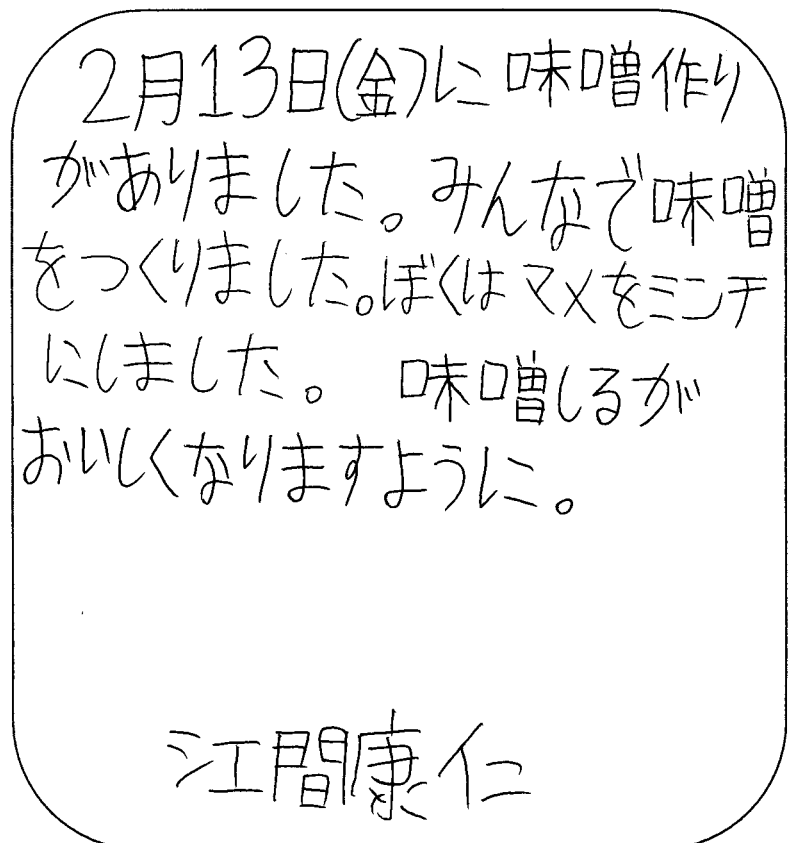 2月13日(金)に味噌作り
がありました。みんなで味噌
をつくりました。ぼくはマメをミンチ
にしました。 味噌しるが
おいしくなりますように。
江間康仁